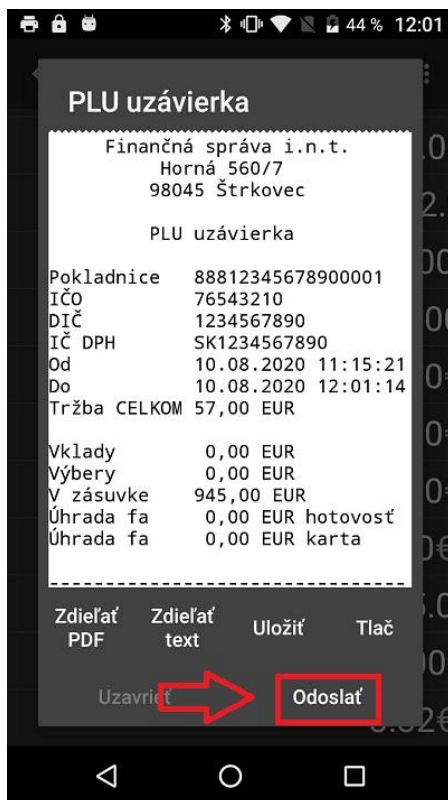 44 % 12:01
PLU uzávierka
Finančná správa i.n.t.
Horná 560/7
98045 Štrkovec
PLU uzávierka
Pokladnice 88812345678900001
IČO 76543210
DIČ 1234567890
IČ DPH SK1234567890
Od 10.08.2020 11:15:21
Do 10.08.2020 12:01:14
Tržba CELKOM 57,00 EUR
Vklady 0,00 EUR
Výbery 0,00 EUR
V zásuvke 945,00 EUR
Úhrada fa 0,00 EUR hotovosť
Úhrada fa 0,00 EUR karta
--------------------------------
Zdieľať PDF
Zdieľať text
Uložiť
Tlač
Uzavrieť
Odoslať